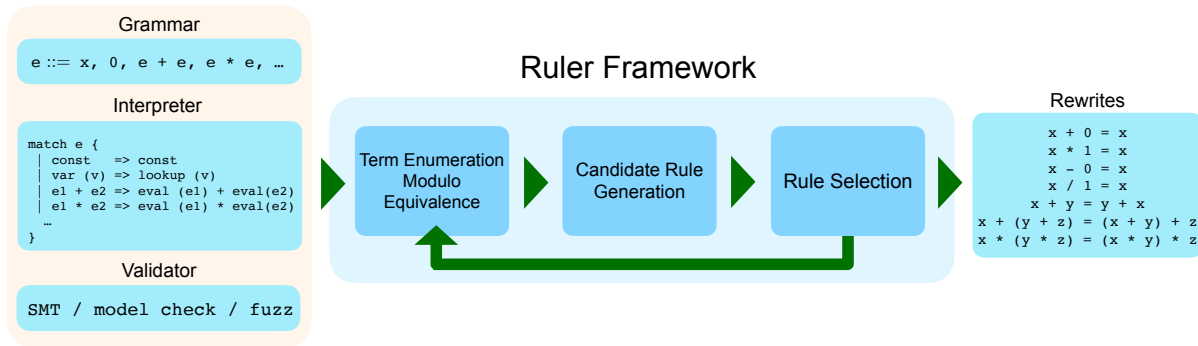 Grammar
e ::= x, 0, e + e, e * e, …
Interpreter
match e {
| const => const
| var (v) => lookup (v)
| e1 + e2 => eval (e1) + eval(e2)
| e1 * e2 => eval (e1) * eval(e2)
…
}
Validator
SMT / model check / fuzz
Ruler Framework
Term Enumeration
Modulo
Equivalence
Candidate Rule
Generation
Rule Selection
Rewrites
x + 0 = x
x * 1 = x
x - 0 = x
x / 1 = x
x + y = y + x
x + (y + z) = (x + y) + z
x * (y * z) = (x * y) * z